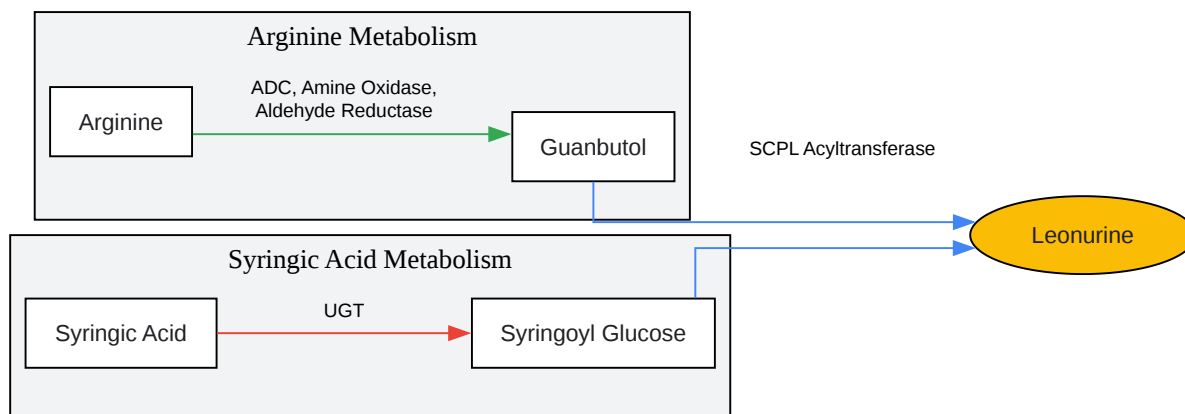 Arginine Metabolism
ADC, Amine Oxidase,
Aldehyde Reductase
Arginine
Guanbutol
SCPL Acyltransferase
Leonurine
Syringic Acid Metabolism
UGT
Syringic Acid
Syringoyl Glucose